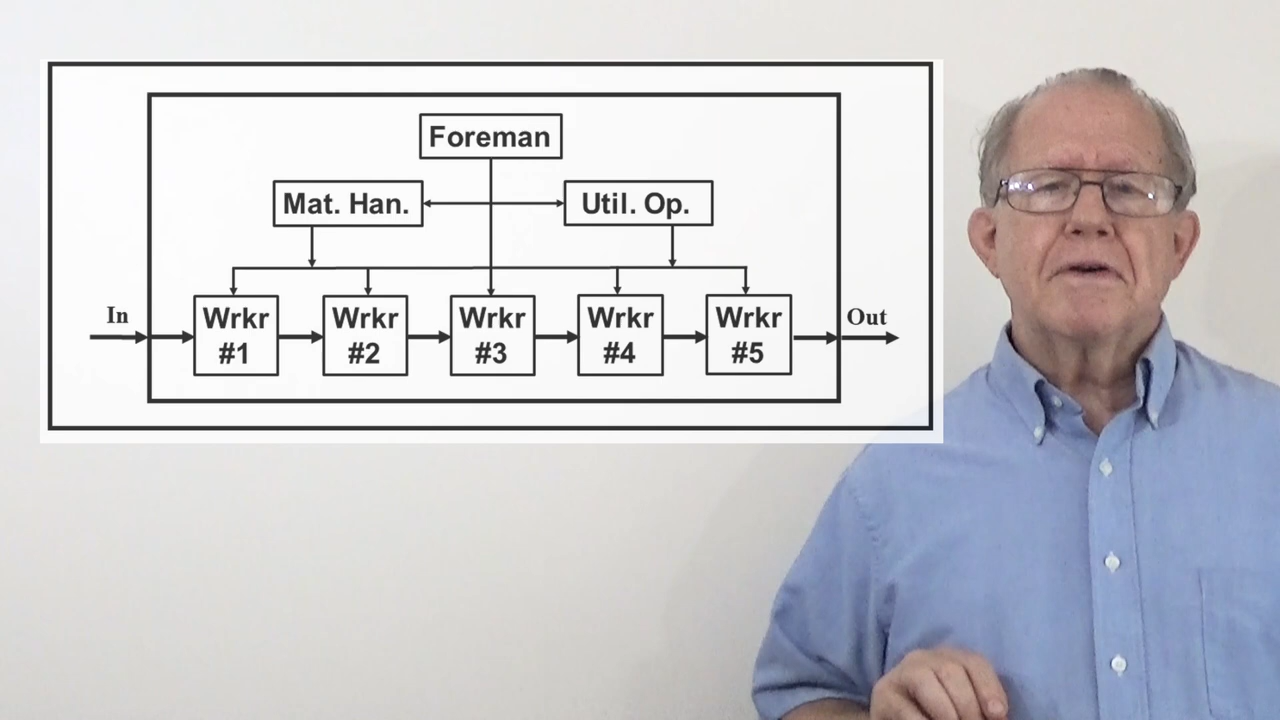 Foreman
Mat. Han.
Util. Op.
In
Wrkr
#1
Wrkr
#2
Wrkr
#3
Wrkr
#4
Wrkr
#5
Out